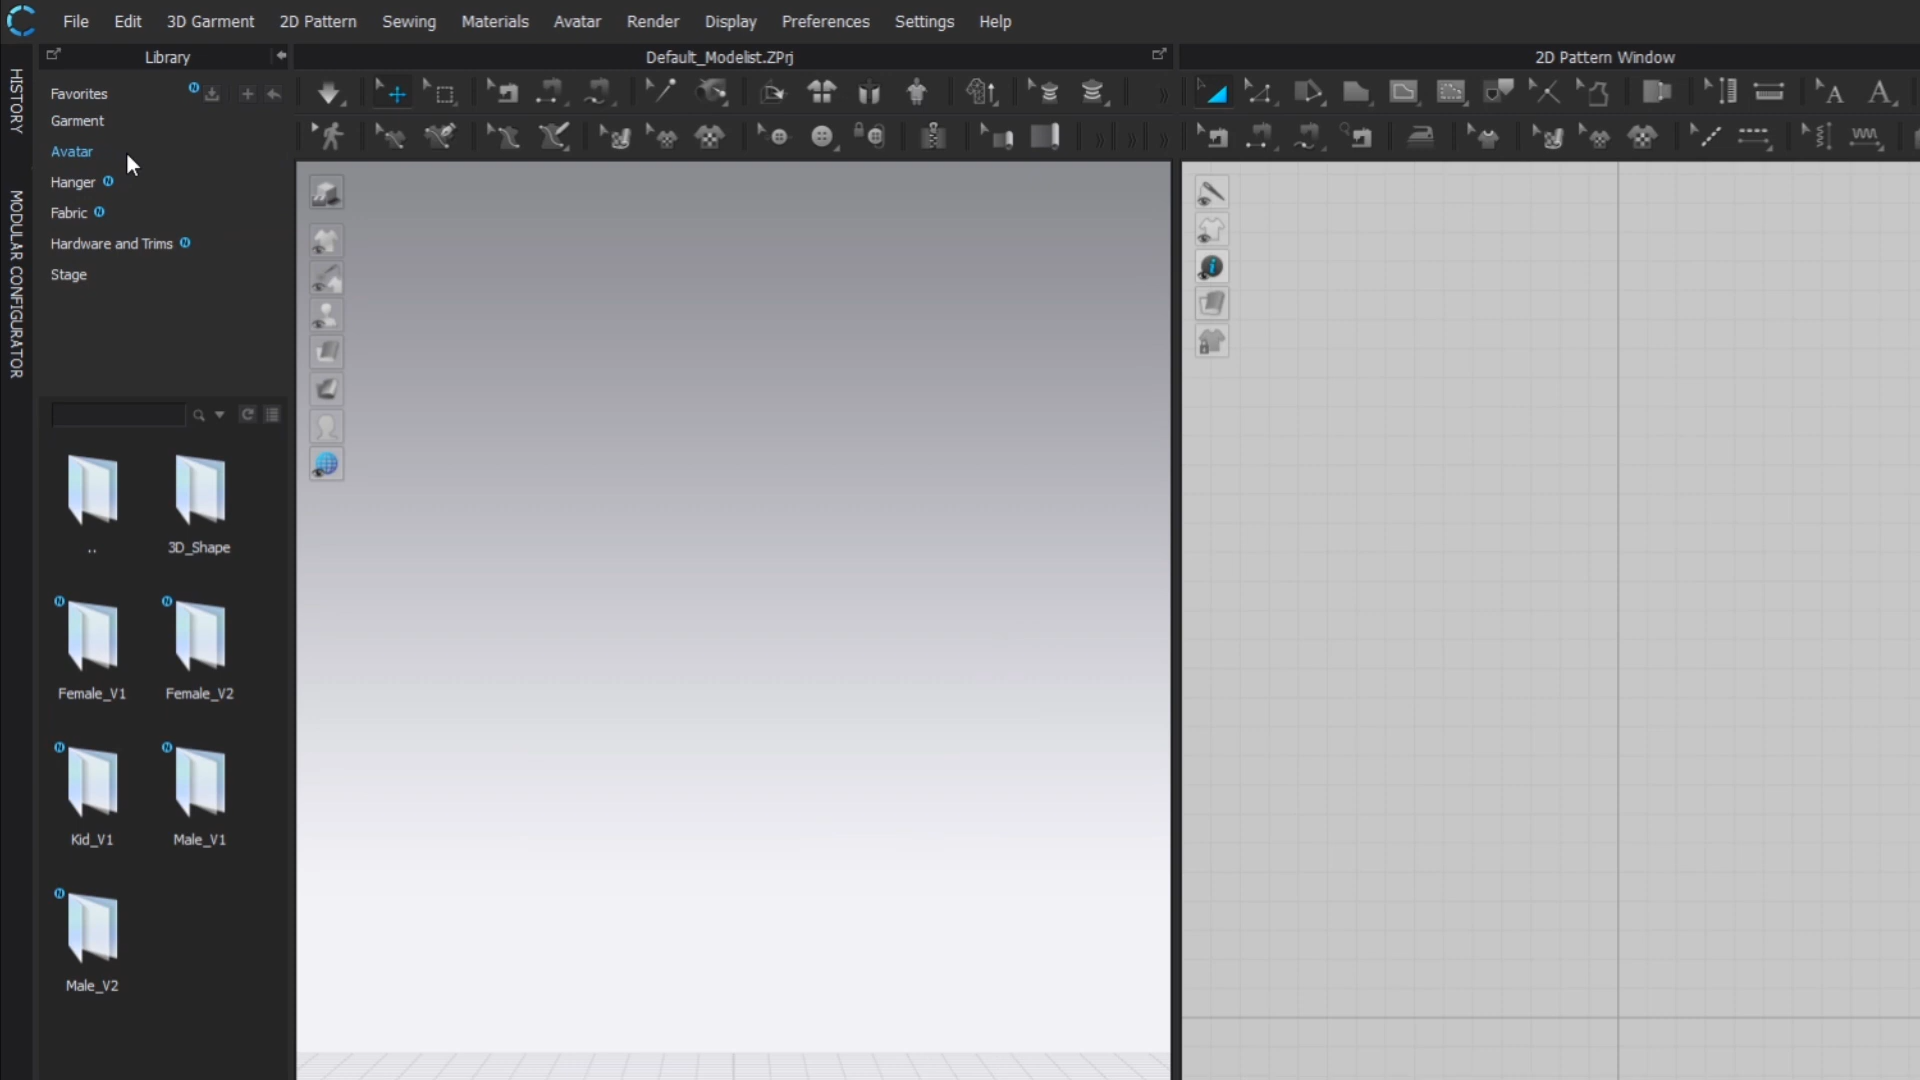 File Edit 3D Garment 2D Pattern Sewing Materials Avatar Render Display Preferences Settings Help
Library
Default_Modelist.ZPrj
2D Pattern Window
HISTORY
MODULAR CONFIGURATOR
Favorites
Garment
Avatar
Hanger
Fabric
Hardware and Trims
Stage
..
3D_Shape
Female_V1
Female_V2
Kid_V1
Male_V1
Male_V2